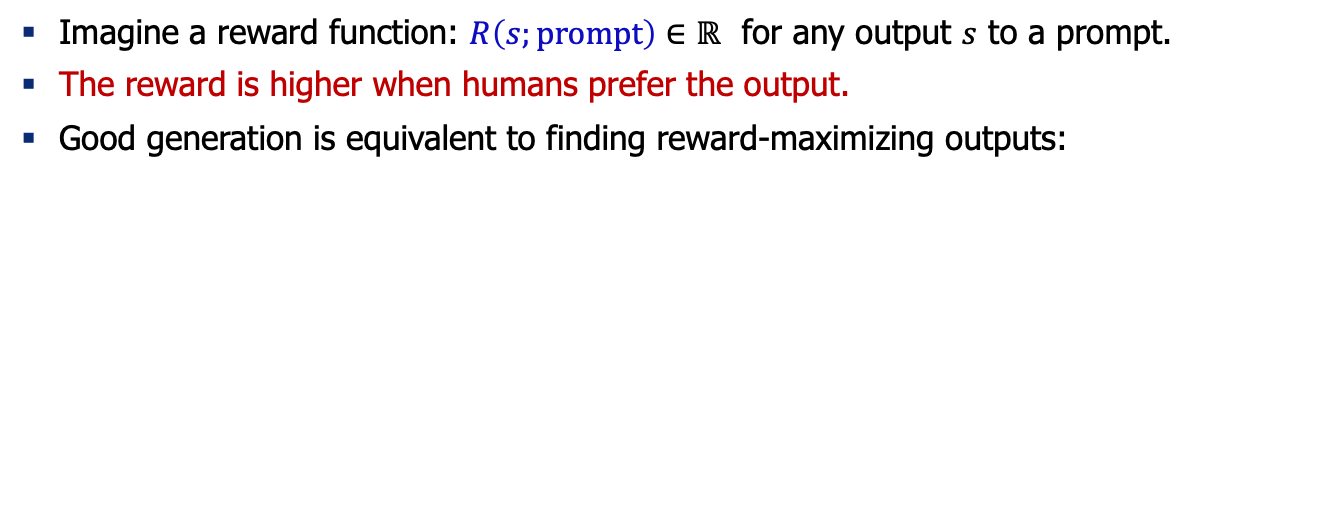 ▪ Imagine a reward function: R(s; prompt) ∈ ℝ for any output s to a prompt.
▪ The reward is higher when humans prefer the output.
▪ Good generation is equivalent to finding reward-maximizing outputs: